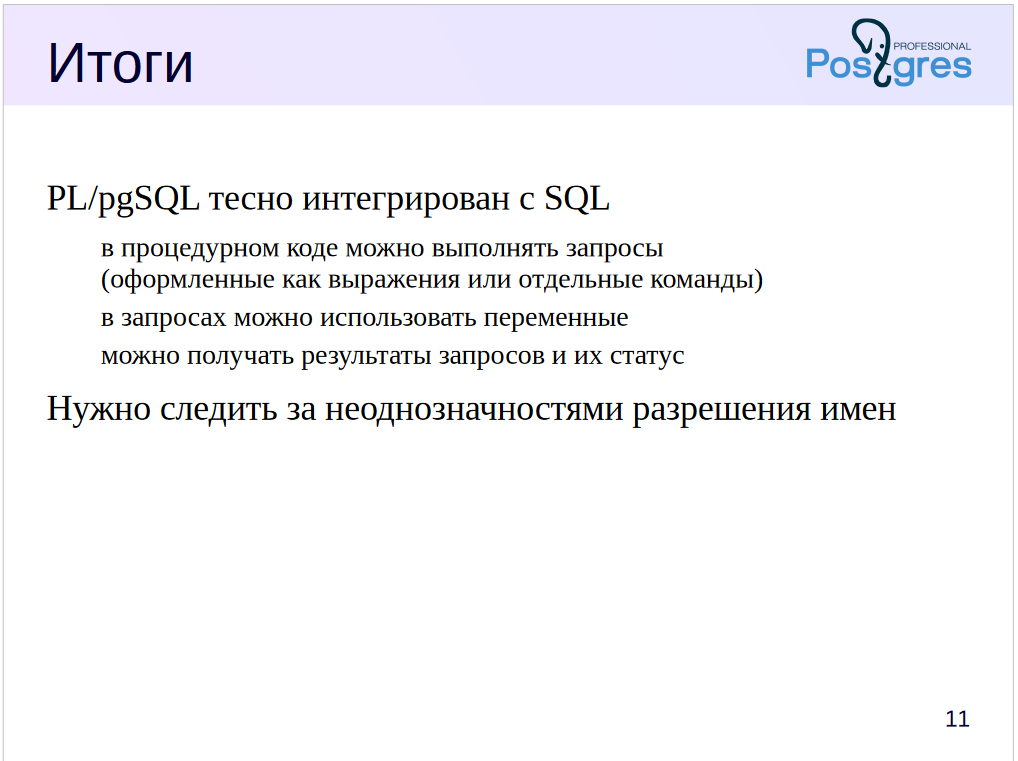 Итоги
PROFESSIONAL
Postgres
PL/pgSQL тесно интегрирован с SQL
в процедурном коде можно выполнять запросы
(оформленные как выражения или отдельные команды)
в запросах можно использовать переменные
можно получать результаты запросов и их статус
Нужно следить за неоднозначностями разрешения имен
11